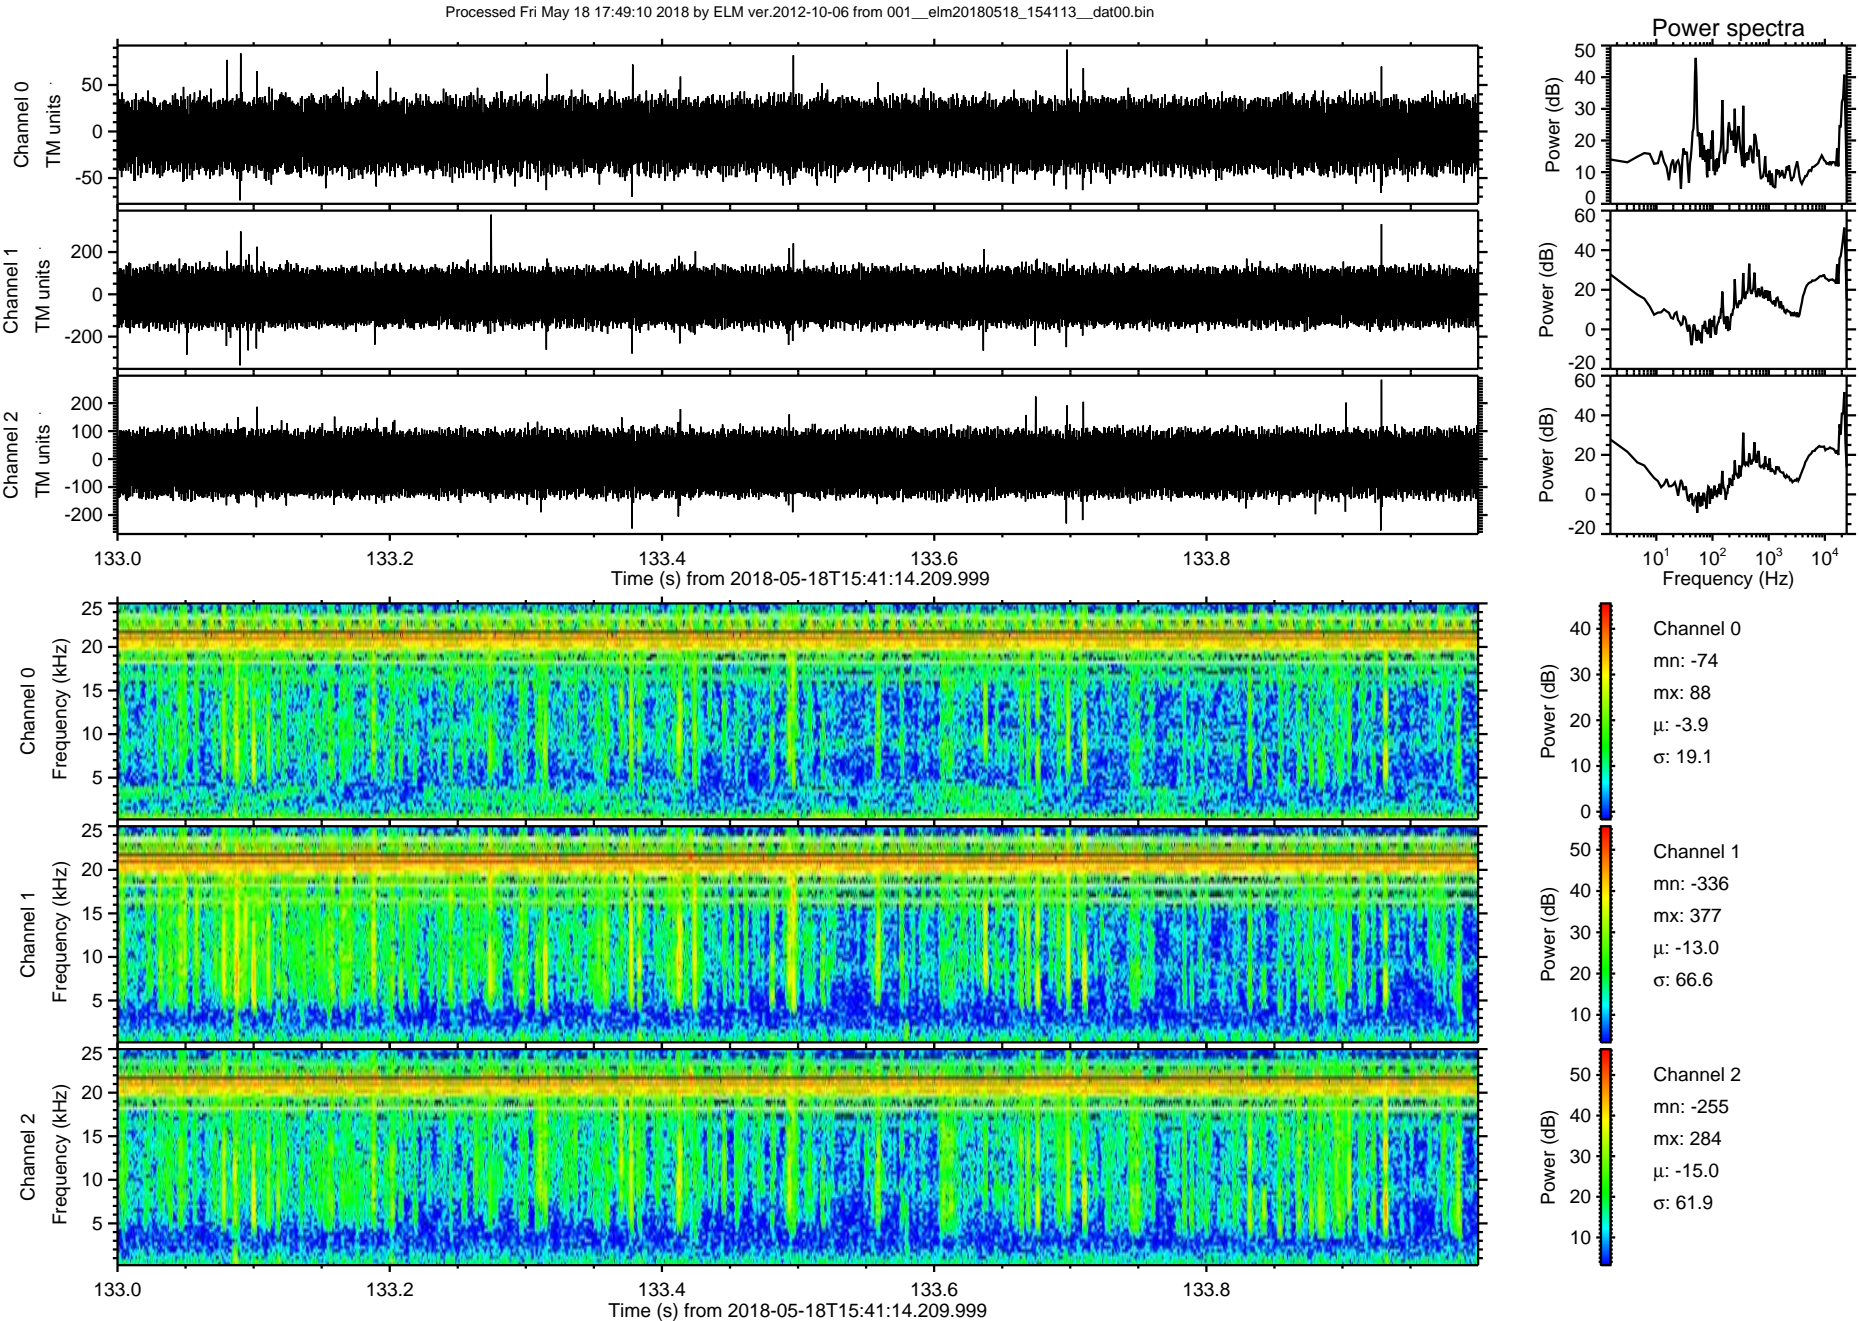 Processed Fri May 18 17:49:10 2018 by ELM ver.2012-10-06 from 001__elm20180518_154113__dat00.bin
Power spectra
Channel 0
TM units
50
0
-50
Power (dB)
50
40
30
20
10
0
Channel 1
TM units
200
0
-200
Power (dB)
60
40
20
0
-20
Channel 2
TM units
200
100
0
-100
-200
Power (dB)
60
40
20
0
-20
133.0 133.2 133.4 133.6 133.8
Time (s) from 2018-05-18T15:41:14.209.999
10^1 10^2 10^3 10^4
Frequency (Hz)
Channel 0
Frequency (kHz)
25
20
15
10
5
Power (dB)
40
30
20
10
0
Channel 0
mn: -74
mx: 88
μ: -3.9
σ: 19.1
Channel 1
Frequency (kHz)
25
20
15
10
5
Power (dB)
50
40
30
20
10
Channel 1
mn: -336
mx: 377
μ: -13.0
σ: 66.6
Channel 2
Frequency (kHz)
25
20
15
10
5
Power (dB)
50
40
30
20
10
Channel 2
mn: -255
mx: 284
μ: -15.0
σ: 61.9
133.0 133.2 133.4 133.6 133.8
Time (s) from 2018-05-18T15:41:14.209.999